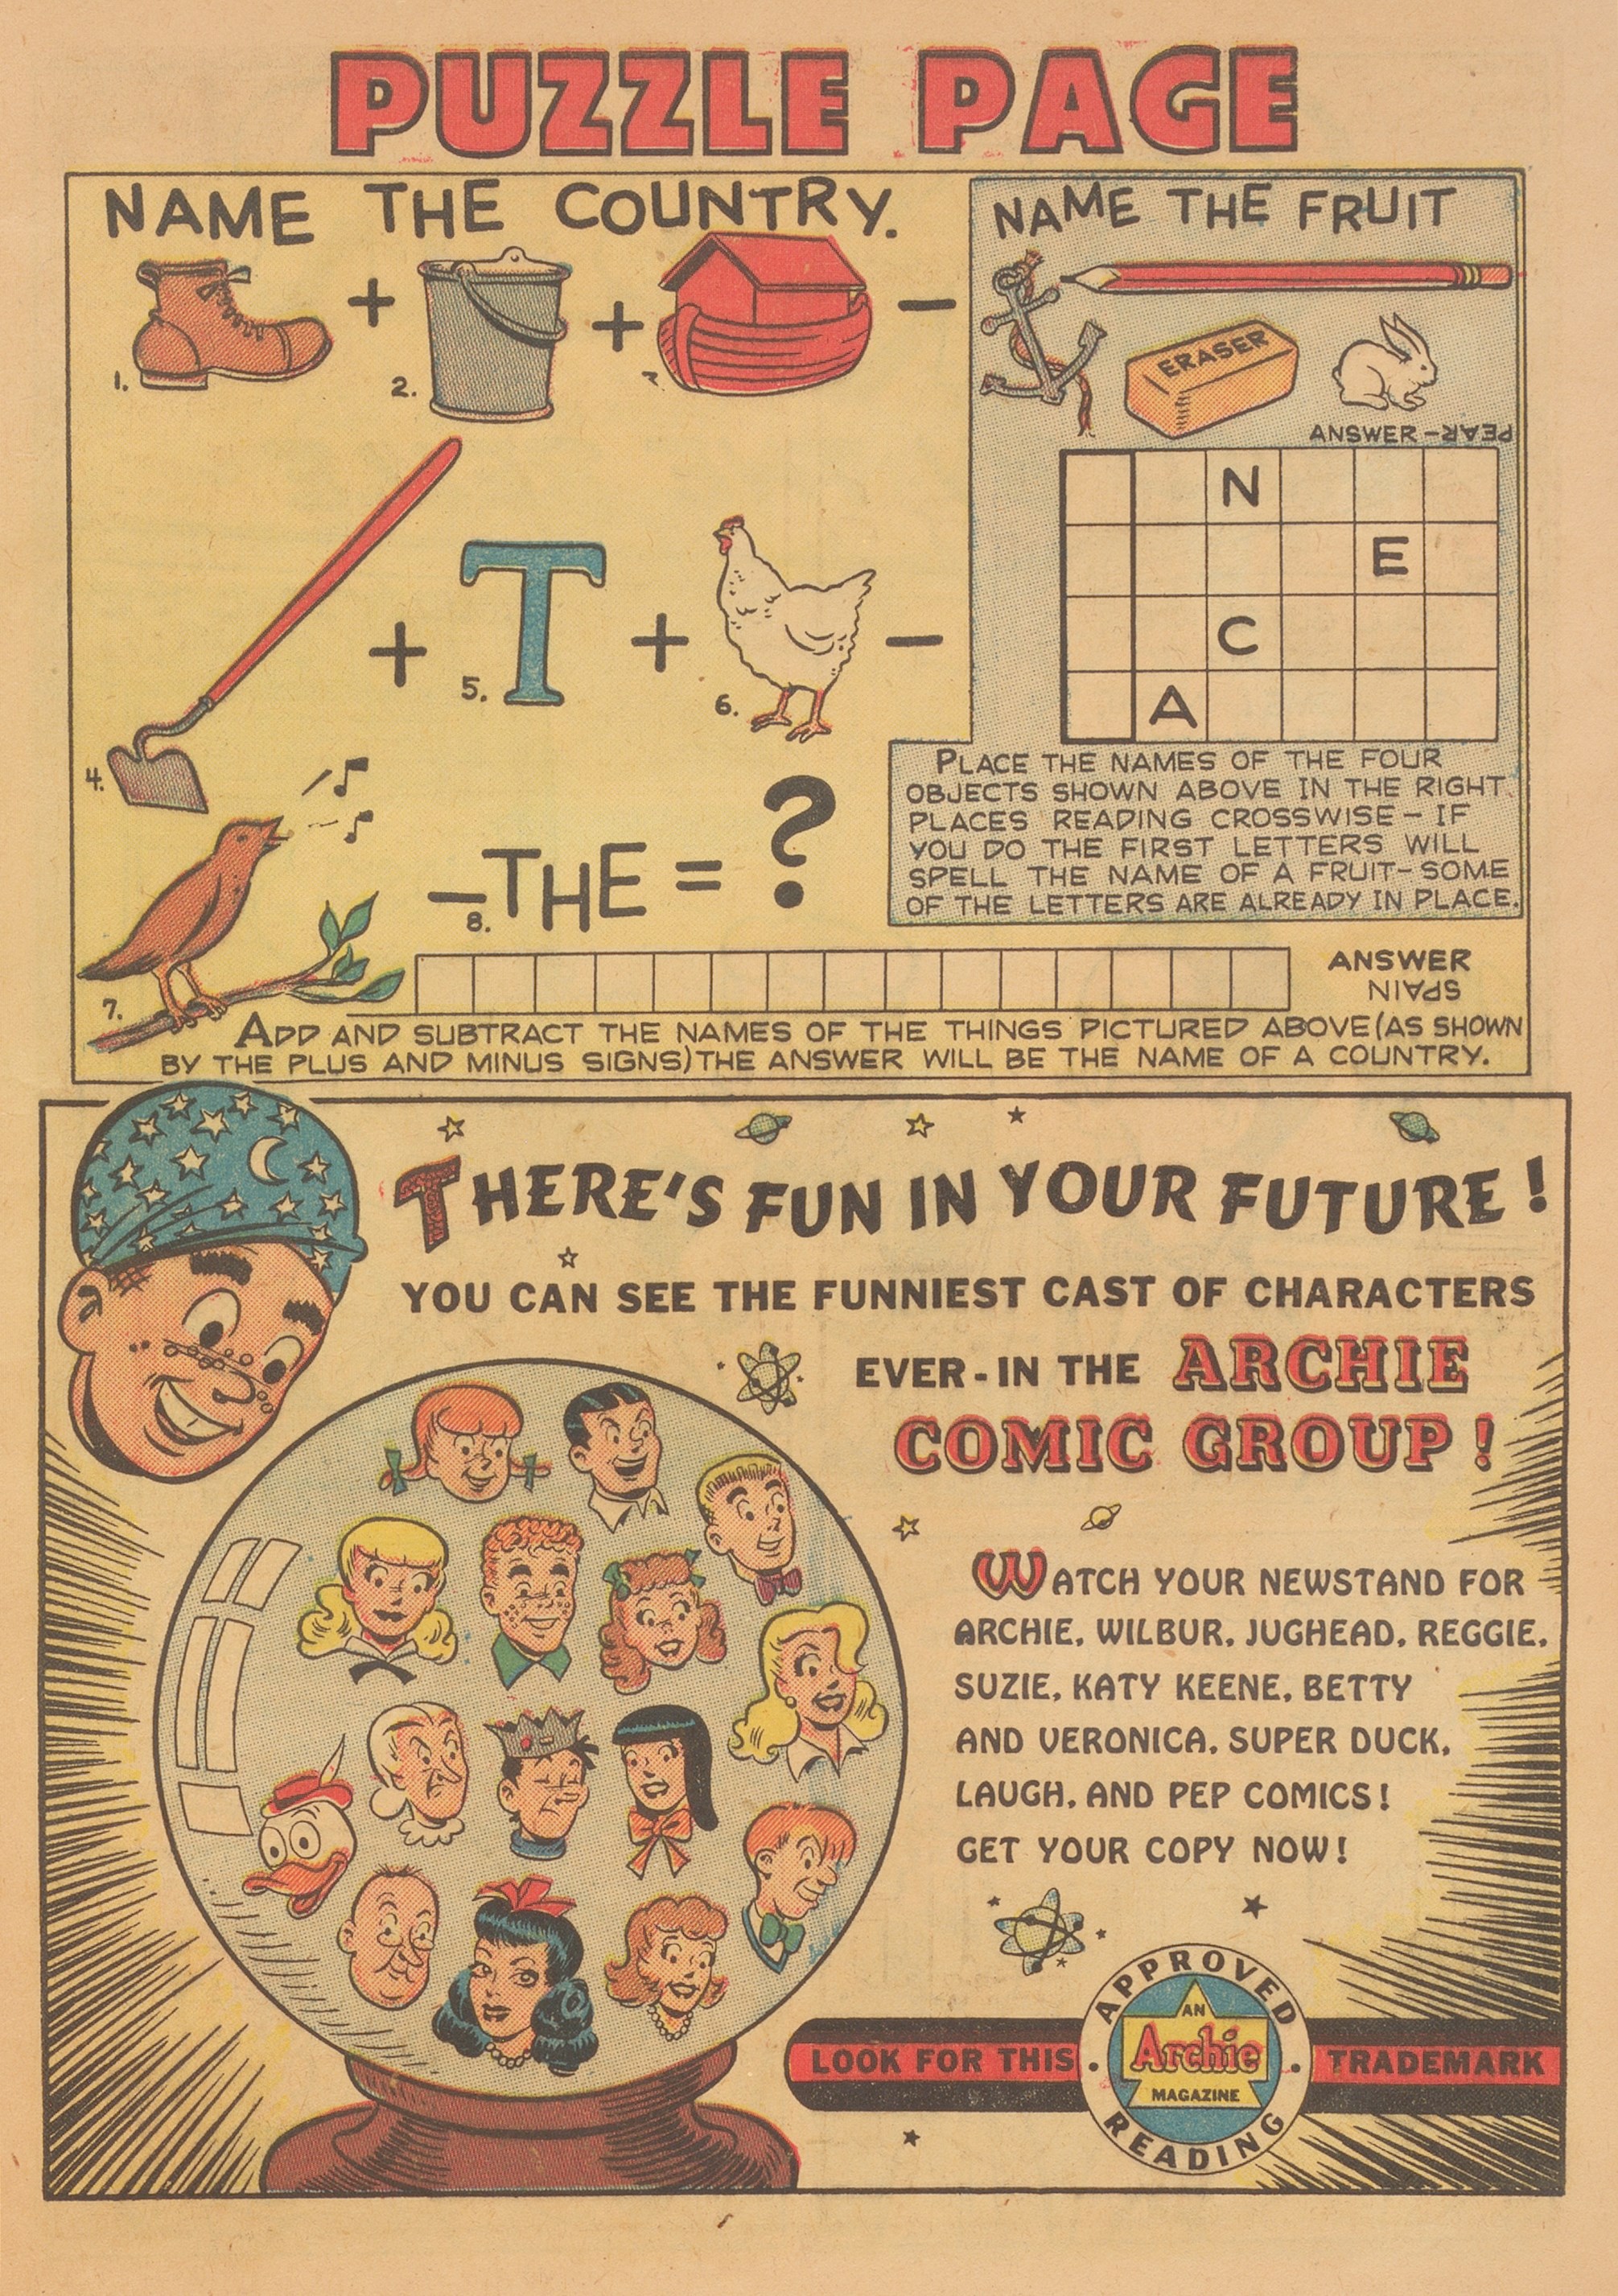 PUZZLE PAGE
NAME THE COUNTRY.
1.
+
2.
+
-
4.
+
5.
T
+
6.
-
7.
-
8.
THE = ?
ADD AND SUBTRACT THE NAMES OF THE THINGS PICTURED ABOVE (AS SHOWN
BY THE PLUS AND MINUS SIGNS) THE ANSWER WILL BE THE NAME OF A COUNTRY.
ANSWER
SPAIN
NAME THE FRUIT
ERASER
ANSWER - PEAR
N
E
C
A
PLACE THE NAMES OF THE FOUR
OBJECTS SHOWN ABOVE IN THE RIGHT
PLACES READING CROSSWISE - IF
YOU DO THE FIRST LETTERS WILL
SPELL THE NAME OF A FRUIT - SOME
OF THE LETTERS ARE ALREADY IN PLACE.
THERE'S FUN IN YOUR FUTURE!
YOU CAN SEE THE FUNNIEST CAST OF CHARACTERS
EVER - IN THE ARCHIE
COMIC GROUP!
WATCH YOUR NEWSTAND FOR
ARCHIE, WILBUR, JUGHEAD, REGGIE,
SUZIE, KATY KEENE, BETTY
AND VERONICA, SUPER DUCK,
LAUGH, AND PEP COMICS!
GET YOUR COPY NOW!
LOOK FOR THIS
APPROVED
AN
Archie
MAGAZINE
READING
TRADEMARK